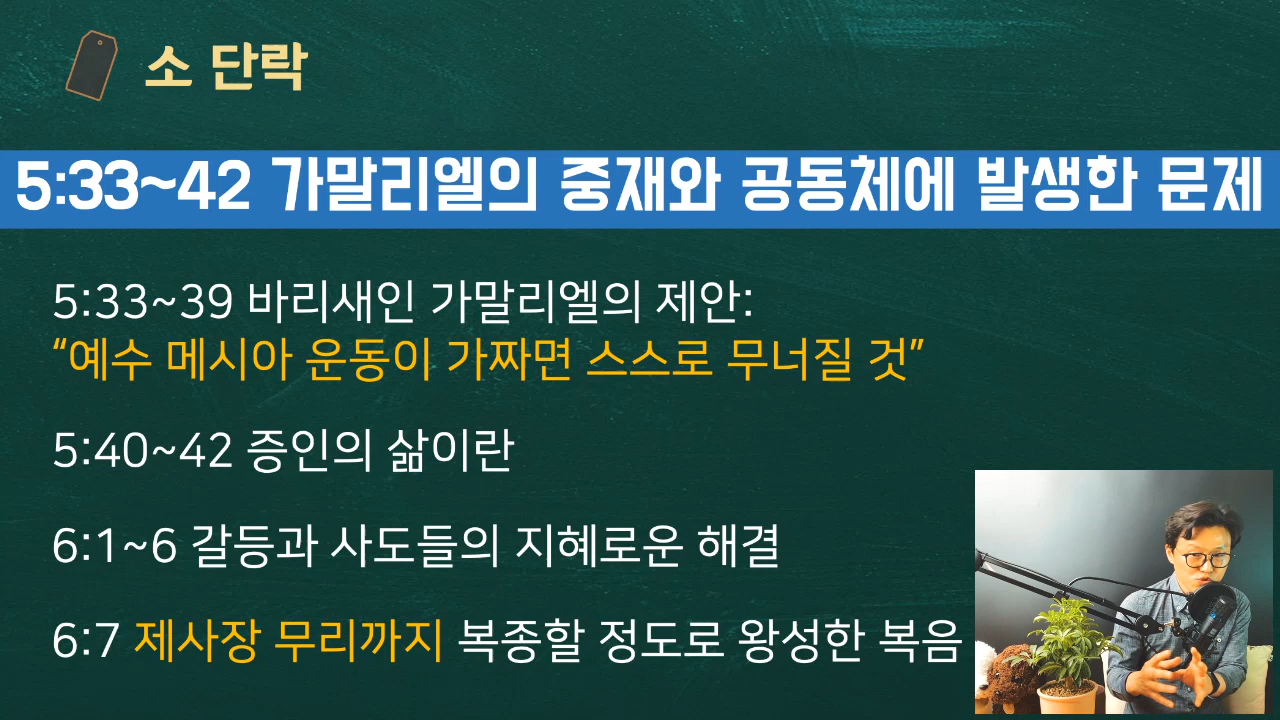 소 단락
5:33~42 가말리엘의 중재와 공동체에 발생한 문제
5:33~39 바리새인 가말리엘의 제안:
“예수 메시아 운동이 가짜면 스스로 무너질 것”
5:40~42 증인의 삶이란
6:1~6 갈등과 사도들의 지혜로운 해결
6:7 제사장 무리까지 복종할 정도로 왕성한 복음